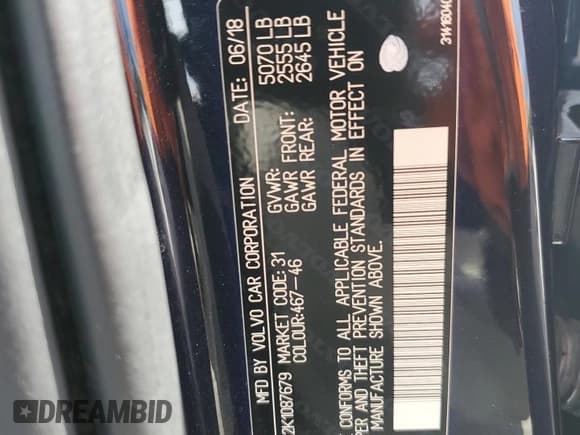 MFD BY VOLVO CAR CORPORATION DATE: 06/18
GVWR: 5070 LB
GAWR FRONT: 2555 LB
GAWR REAR: 2645 LB
2K1087679 MARKET CODE: 31
COLOUR:467-46
CONFORMS TO ALL APPLICABLE FEDERAL MOTOR VEHICLE
PER AND THEFT PREVENTION STANDARDS IN EFFECT ON
MANUFACTURE SHOWN ABOVE.
DREAMBID